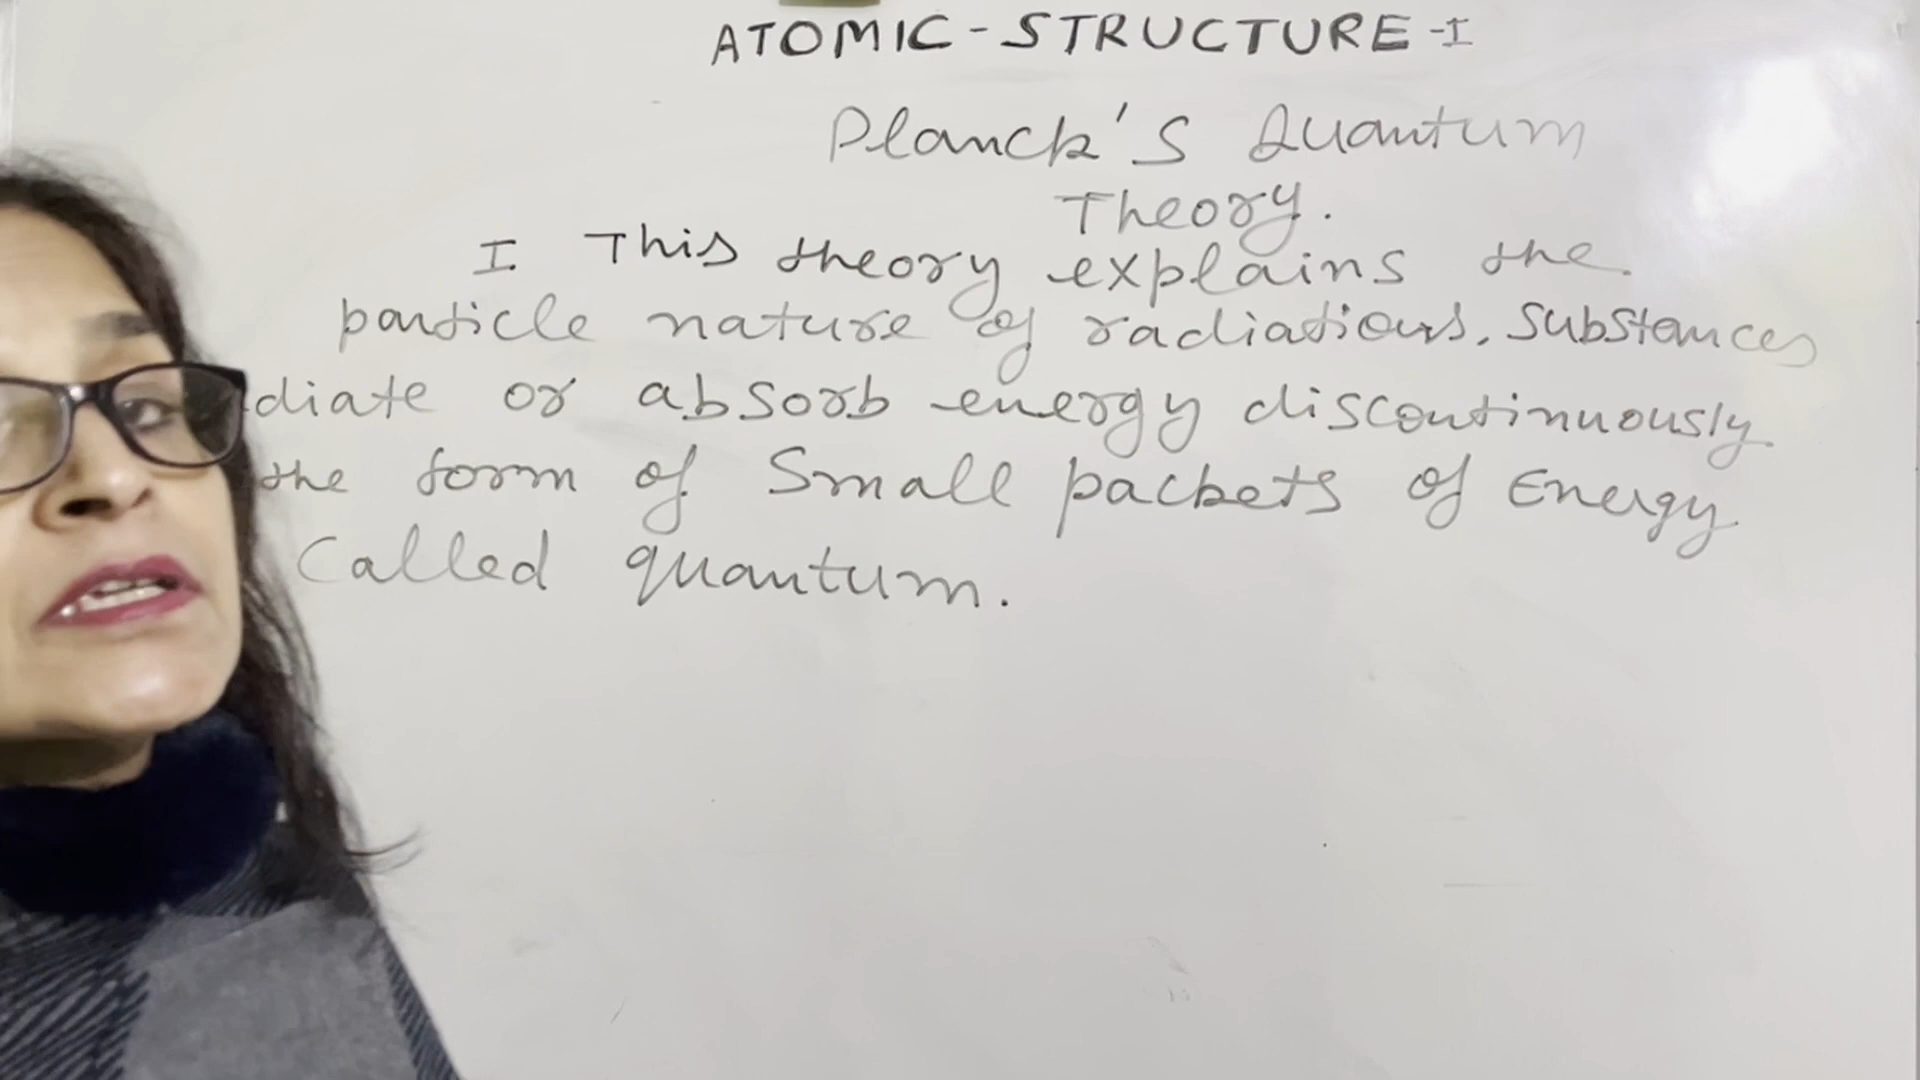 ATOMIC-STRUCTURE-I
Planck's Quantum
Theory.
I. This theory explains the
particle nature of radiations. Substances
diate or absorb energy discontinuously
the form of Small packets of Energy
Called quantum.